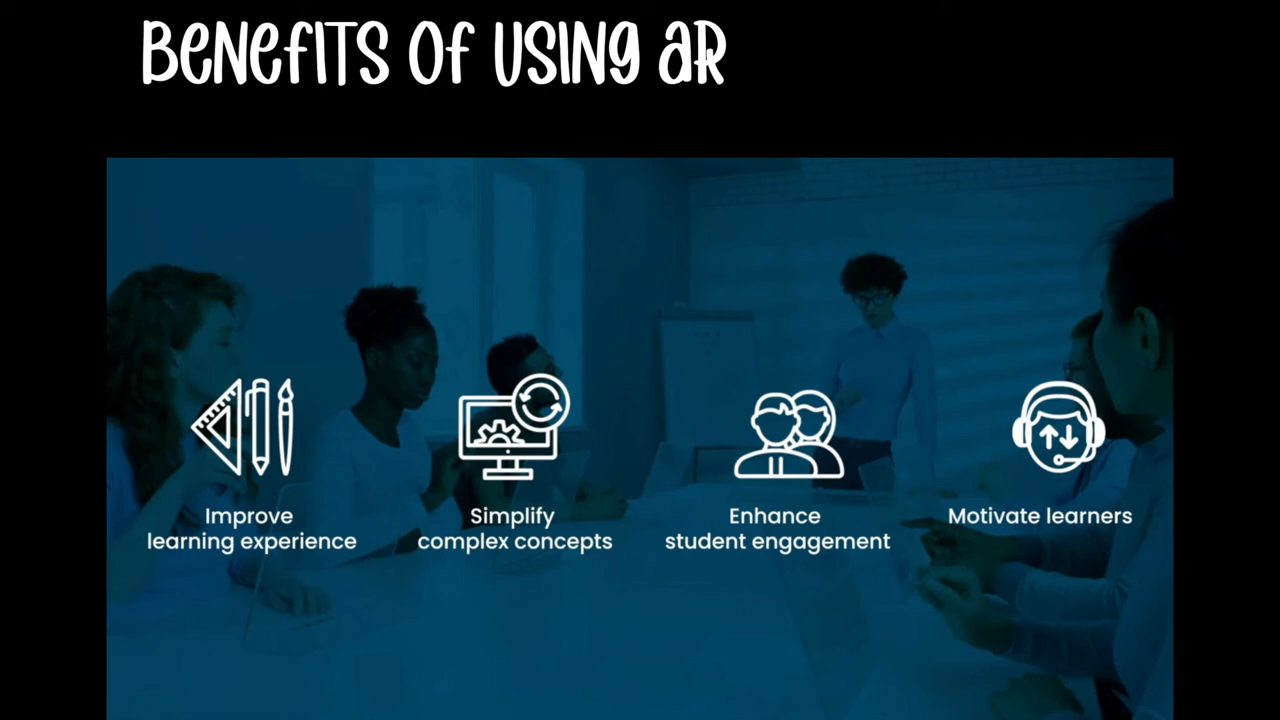 Benefits of using aR
Improve
learning experience
Simplify
complex concepts
Enhance
student engagement
Motivate learners